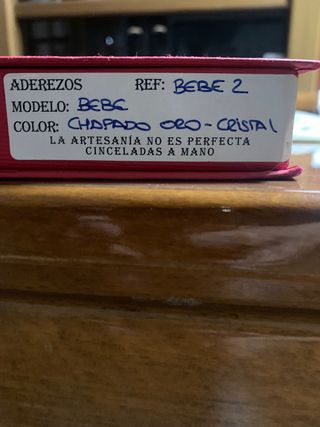 ADEREZOS REF: BEBE 2
MODELO: BEBE
COLOR: CHAPADO ORO-CRISTAL
LA ARTESANÍA NO ES PERFECTA
CINCELADAS A MANO